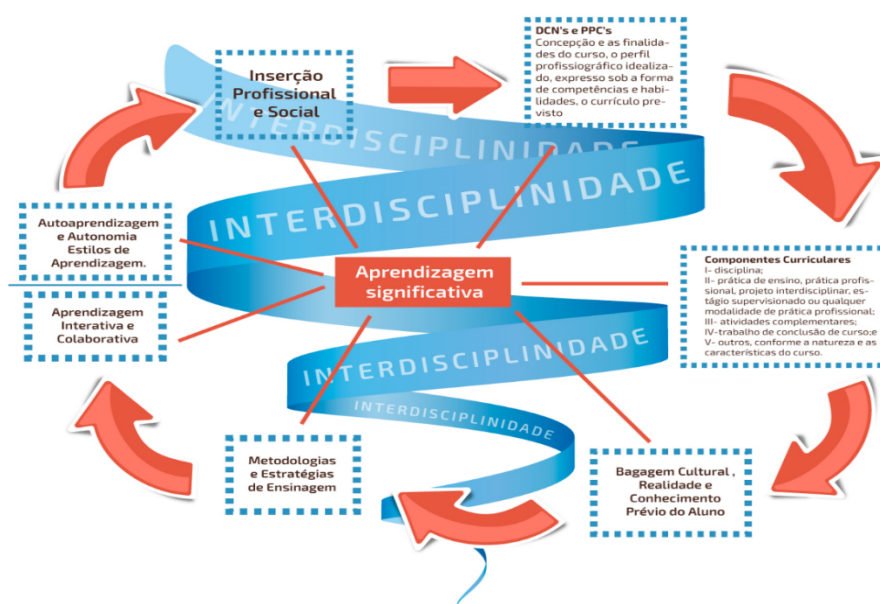 Inserção
Profissional
e Social
DCN's e PPC's
Concepção e as finalida-
des do curso, o perfil
profissiográfico idealiza-
do, expresso sob a forma
de competências e habi-
lidades, o currículo pre-
visto
INTERDISCIPLINIDADE
INTERDISCIPLINIDADE
Autoaprendizagem
e Autonomia
Estilos de
Aprendizagem.
Aprendizagem
Interativa e
Colaborativa
Aprendizagem
significativa
Componentes Curriculares
I- disciplina;
II- prática de ensino, prática profis-
sional, projeto interdisciplinar, es-
tágio supervisionado ou qualquer
modalidade de prática profissional;
III- atividades complementares;
IV-trabalho de conclusão de curso;e
V- outros, conforme a natureza e as
características do curso.
INTERDISCIPLINIDADE
INTERDISCIPLINIDADE
Metodologias
e Estratégias
de Ensinagem
Bagagem Cultural ,
Realidade e
Conhecimento
Prévio do Aluno